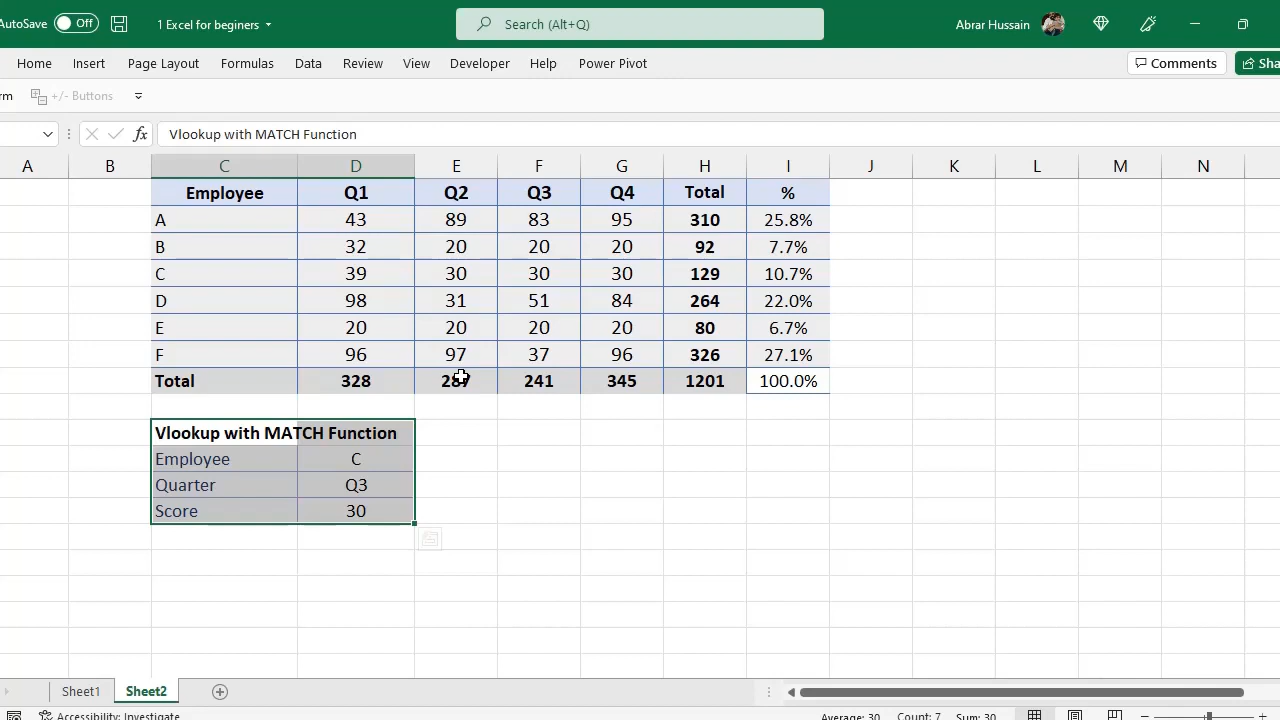 AutoSave Off 1 Excel for beginers Search (Alt+Q) Abrar Hussain
Home Insert Page Layout Formulas Data Review View Developer Help Power Pivot Comments Sha
rm +/- Buttons
fx Vlookup with MATCH Function
A B C D E F G H I J K L M N
Employee Q1 Q2 Q3 Q4 Total %
A 43 89 83 95 310 25.8%
B 32 20 20 20 92 7.7%
C 39 30 30 30 129 10.7%
D 98 31 51 84 264 22.0%
E 20 20 20 20 80 6.7%
F 96 97 37 96 326 27.1%
Total 328 287 241 345 1201 100.0%
Vlookup with MATCH Function
Employee C
Quarter Q3
Score 30
Sheet1 Sheet2
Accessibility: Investigate Average: 30 Count: 7 Sum: 30